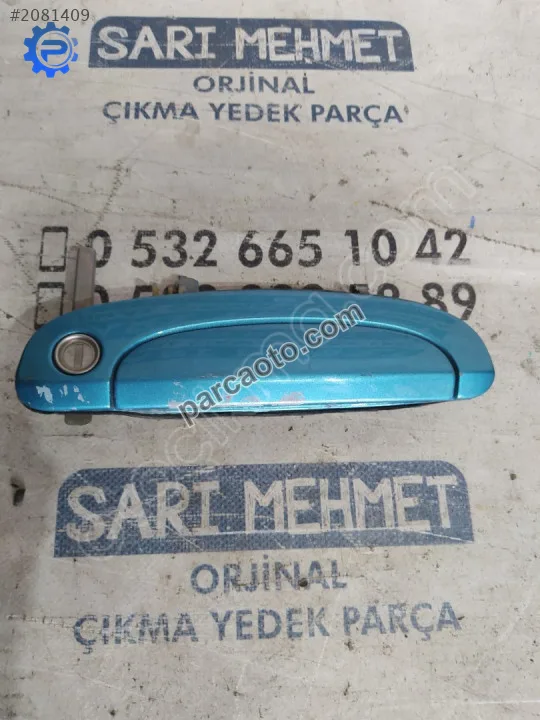 #2081409
SARI MEHMET
ORJİNAL
ÇIKMA YEDEK PARÇA
0 532 665 10 42
89
parcaoto.com
SARI MEHMET
ORJİNAL
ÇIKMA YEDEK PARÇA